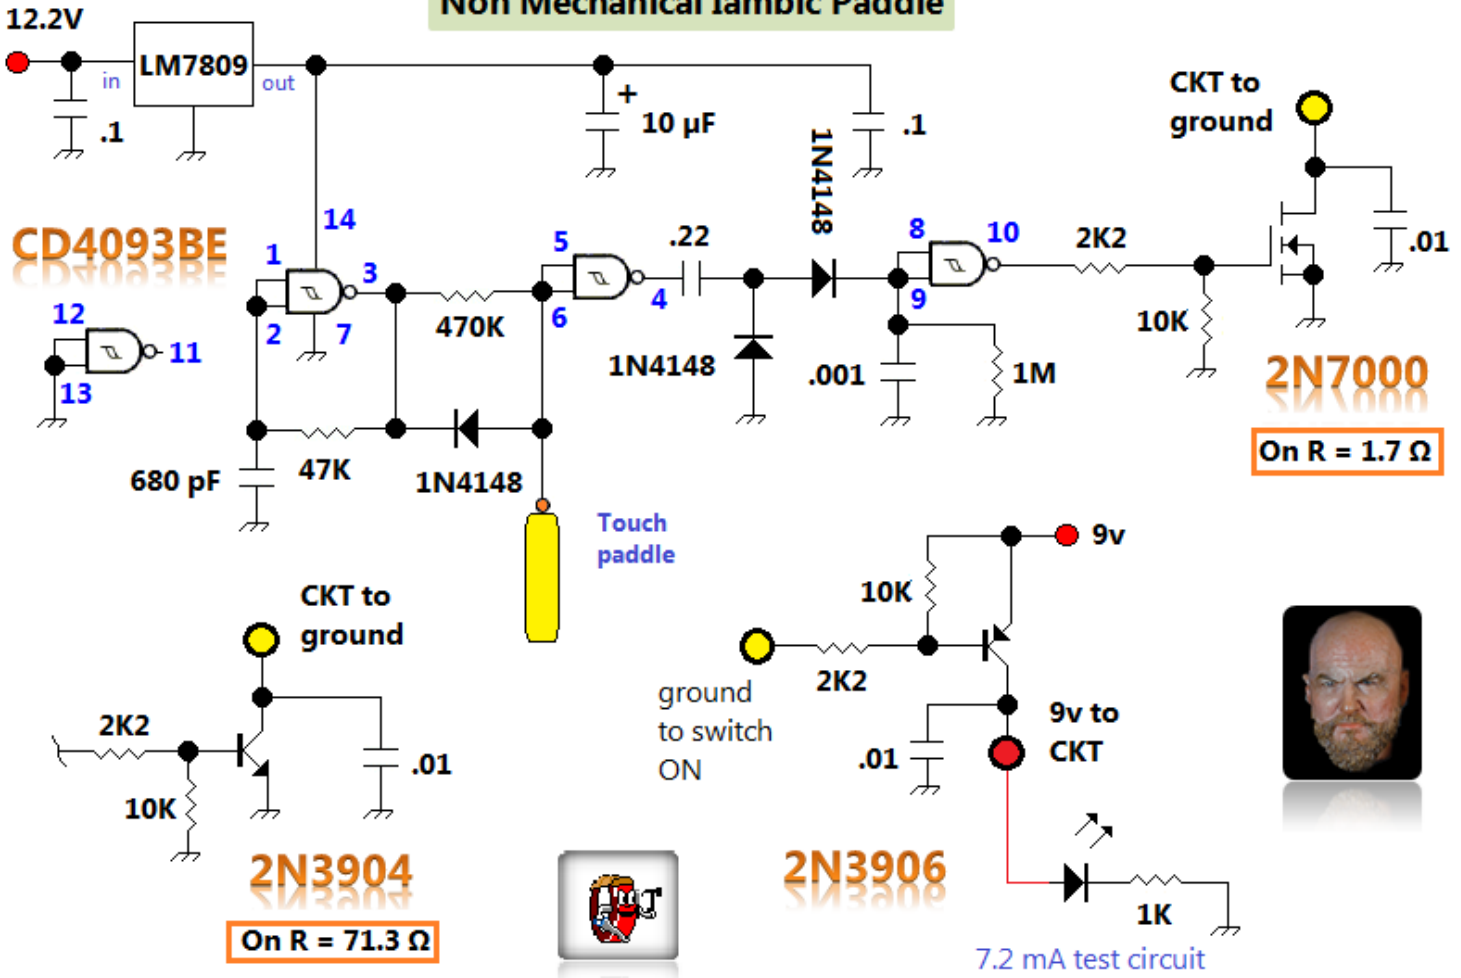 Non Mechanical Iambic Paddle
12.2V
LM7809
in
out
.1
+
10 µF
.1
1N4148
CKT to
ground
.01
CD4093BE
14
1
2
3
7
12
13
11
470K
5
6
4
.22
1N4148
8
9
10
2K2
10K
.001
1M
2N7000
On R = 1.7 Ω
680 pF
47K
1N4148
Touch
paddle
CKT to
ground
2K2
10K
.01
2N3904
On R = 71.3 Ω
9v
10K
2K2
ground
to switch
ON
.01
9v to
CKT
2N3906
1K
7.2 mA test circuit